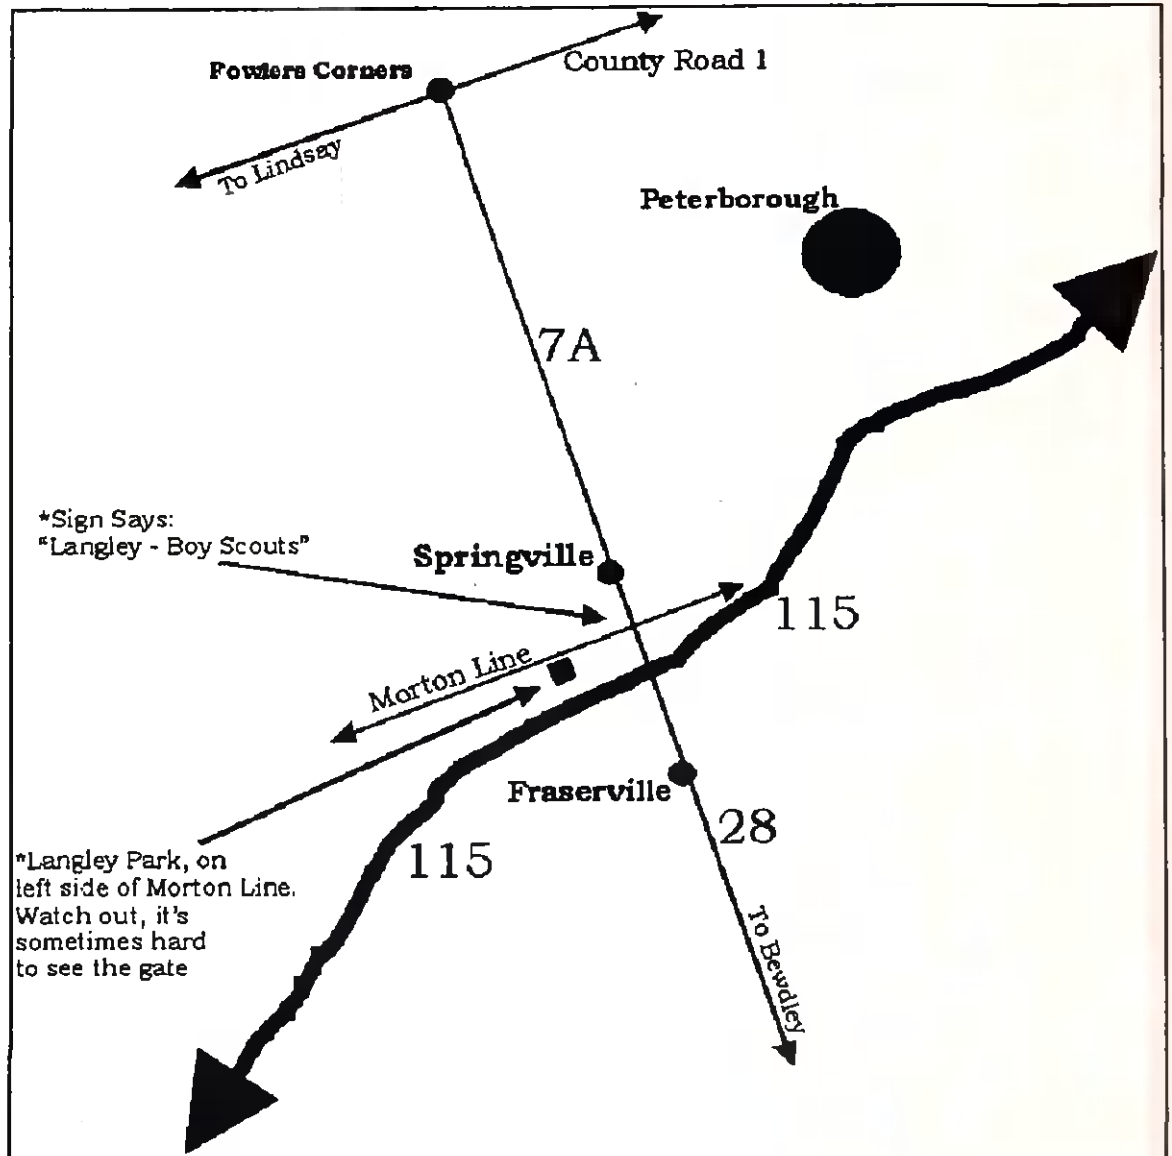 Fowlers Corners
County Road 1
To Lindsay
Peterborough
7A
*Sign Says:
"Langley - Boy Scouts"
Springville
115
Morton Line
Fraserville
28
115
*Langley Park, on
left side of Morton Line.
Watch out, it's
sometimes hard
to see the gate
To Bewdley